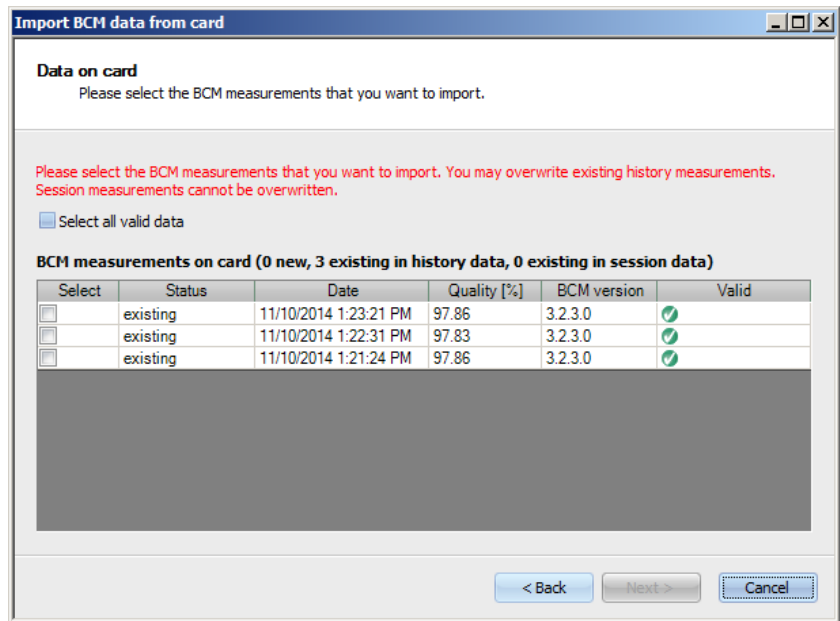 Import BCM data from card
Data on card
Please select the BCM measurements that you want to import.
Please select the BCM measurements that you want to import. You may overwrite existing history measurements.
Session measurements cannot be overwritten.
Select all valid data
BCM measurements on card (0 new, 3 existing in history data, 0 existing in session data)
Select Status Date Quality [%] BCM version Valid
existing 11/10/2014 1:23:21 PM 97.86 3.2.3.0
existing 11/10/2014 1:22:31 PM 97.83 3.2.3.0
existing 11/10/2014 1:21:24 PM 97.86 3.2.3.0
< Back Next > Cancel